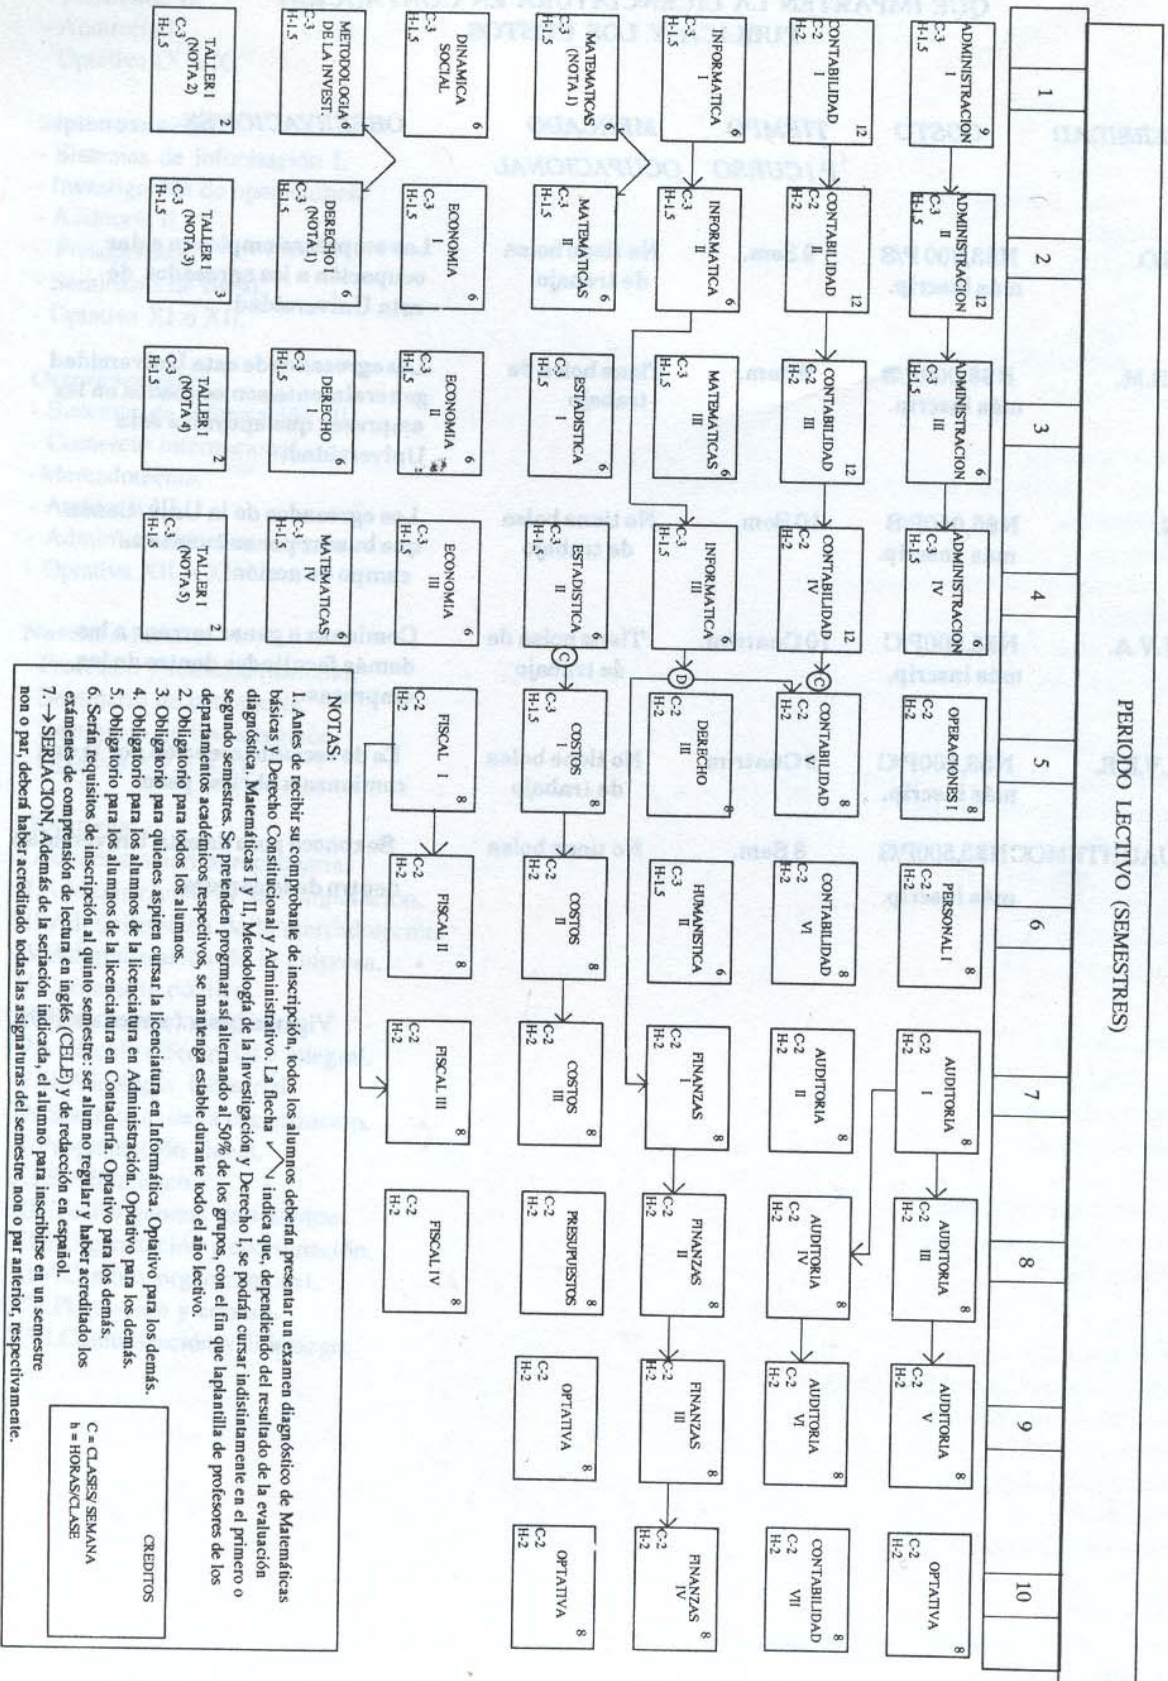 PERIODO LECTIVO (SEMESTRES)
1
2
3
4
5
6
7
8
9
10
ADMINISTRACION
I
9
C-3
H-1.5
ADMINISTRACION
II
12
C-3
H-1.5
ADMINISTRACION
III
6
C-3
H-1.5
ADMINISTRACION
IV
6
C-3
H-1.5
OPERACIONES I
8
C-2
H-2
PERSONAL I
8
C-2
H-2
AUDITORIA
I
8
C-2
H-2
AUDITORIA
III
8
C-2
H-2
AUDITORIA
V
8
C-2
H-2
OPTATIVA
8
C-2
H-2
CONTABILIDAD
I
12
C-2
H-2
CONTABILIDAD
II
12
C-2
H-2
CONTABILIDAD
III
12
C-2
H-2
CONTABILIDAD
IV
12
C-2
H-2
C
CONTABILIDAD
V
8
C-2
H-2
CONTABILIDAD
VI
8
C-2
H-2
AUDITORIA
II
8
C-2
H-2
AUDITORIA
IV
8
C-2
H-2
AUDITORIA
VI
8
C-2
H-2
CONTABILIDAD
VII
8
C-2
H-2
INFORMATICA
I
6
C-3
H-1.5
INFORMATICA
II
6
C-3
H-1.5
MATEMATICAS
III
6
C-3
H-1.5
INFORMATICA
III
6
C-3
H-1.5
D
DERECHO
III
8
C-2
H-2
HUMANISTICA
6
C-3
H-1.5
FINANZAS
I
8
C-2
H-2
FINANZAS
II
8
C-2
H-2
FINANZAS
III
8
C-2
H-2
FINANZAS
IV
8
C-2
H-2
MATEMATICAS
(NOTA 1)
6
C-3
H-1.5
MATEMATICAS
II
6
C-3
H-1.5
ESTADISTICA
I
6
C-3
H-1.5
ESTADISTICA
II
6
C-3
H-1.5
C
COSTOS
I
8
C-3
H-1.5
COSTOS
II
8
C-2
H-2
COSTOS
III
8
C-2
H-2
PRESUPUESTOS
8
C-2
H-2
OPTATIVA
8
C-2
H-2
OPTATIVA
8
C-2
H-2
DINAMICA
SOCIAL
6
C-3
H-1.5
ECONOMIA
I
6
C-3
H-1.5
ECONOMIA
II
6
C-3
H-1.5
ECONOMIA
III
6
C-3
H-1.5
FISCAL I
8
C-2
H-2
FISCAL II
8
C-2
H-2
FISCAL III
8
C-2
H-2
FISCAL IV
8
C-2
H-2
METODOLOGIA
DE LA INVEST.
6
C-3
H-1.5
DERECHO
(NOTA 1)
6
C-3
H-1.5
DERECHO
I
6
C-3
H-1.5
MATEMATICAS
IV
6
C-3
H-1.5
TALLER I
(NOTA 2)
2
C-3
H-1.5
TALLER I
(NOTA 3)
3
C-3
H-1.5
TALLER I
(NOTA 4)
2
C-3
H-1.5
TALLER I
(NOTA 5)
2
C-3
H-1.5
NOTAS:
1. Antes de recibir su comprobante de inscripción, todos los alumnos deberán presentar un examen diagnóstico de Matemáticas
básicas y Derecho Constitucional y Administrativo. La flecha indice que, dependiendo del resultado de la evaluación
diagnóstica, Matemáticas I y II, Metodología de la Investigación y Derecho I, se podrán cursar indistintamente en el primero o
segundo semestres. Se pretenden programar así, alternando al 50% de los grupos, con el fin que laplantilla de profesores de los
departamentos académicos respectivos, se mantenga estable durante todo el año lectivo.
2. Obligatorio para todos los alumnos.
3. Obligatorio para quienes aspiren cursar la licenciatura en Informática. Optativo para los demás.
4. Obligatorio para los alumnos de la licenciatura en Administración. Optativo para los demás.
5. Obligatorio para los alumnos de la licenciatura en Contaduría. Optativo para los demás.
6. Serán requisitos de inscripción al quinto semestre: ser alumno regular y haber acreditado los
exámenes de comprensión de lectura en inglés (CELE) y de redacción en español.
7. → SERIACION, Además de la seriación indicada, el alumno para inscribirse en un semestre
non o par, deberá haber acreditado todas las asignaturas del semestre non o par anterior, respectivamente.
CREDITOS
C = CLASES/ SEMANA
h = HORAS/CLASE